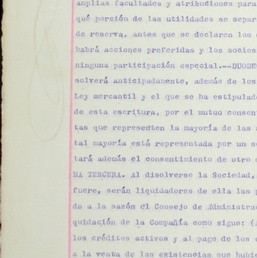 amplias facultades y atribuciones para
qué porción de las utilidades se separ
de reserva, antes que se declaren los d
habrá acciones preferidas y los socios
ninguna participación especial.--DUODE
solverá anticipadamente, además de los
Ley mercantil y el que se ha estipulad
de esta escritura, por el mutuo consen
tas que representen la mayoría de las
tal mayoría está representada por un s
tará además el consentimiento de otro
MA TERCERA. Al disolverse la Sociedad,
fuere, serán liquidadores de ella las p
da a la sazón el Consejo de Administra
quidación de la Compañía como sigue: (A
los créditos activos y al pago de los
a la venta de las existencias que hubie